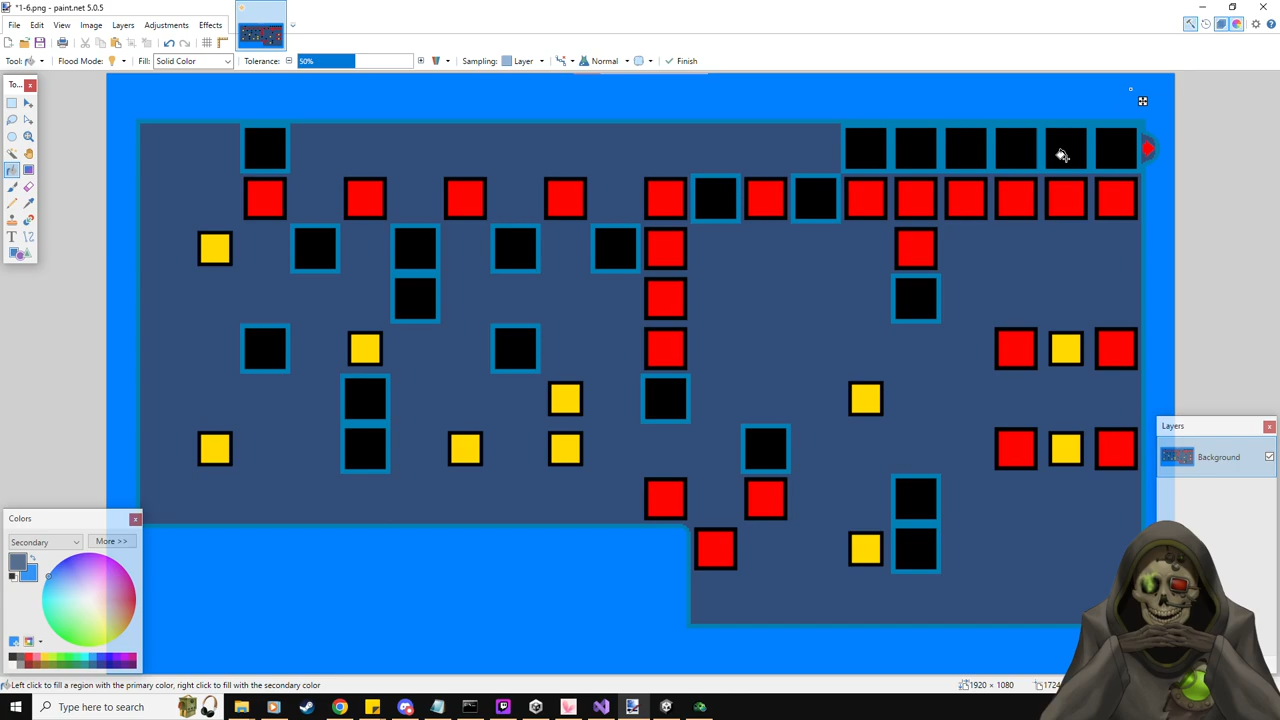 *1-6.png - paint.net 5.0.5
File Edit View Image Layers Adjustments Effects
Tool: Flood Mode: Fill: Solid Color Tolerance: 50% Sampling: Layer Normal Finish
To...
Layers
Background
Colors
Secondary More >>
Left click to fill a region with the primary color, right click to fill with the secondary color
1920 × 1080
1724
Type here to search